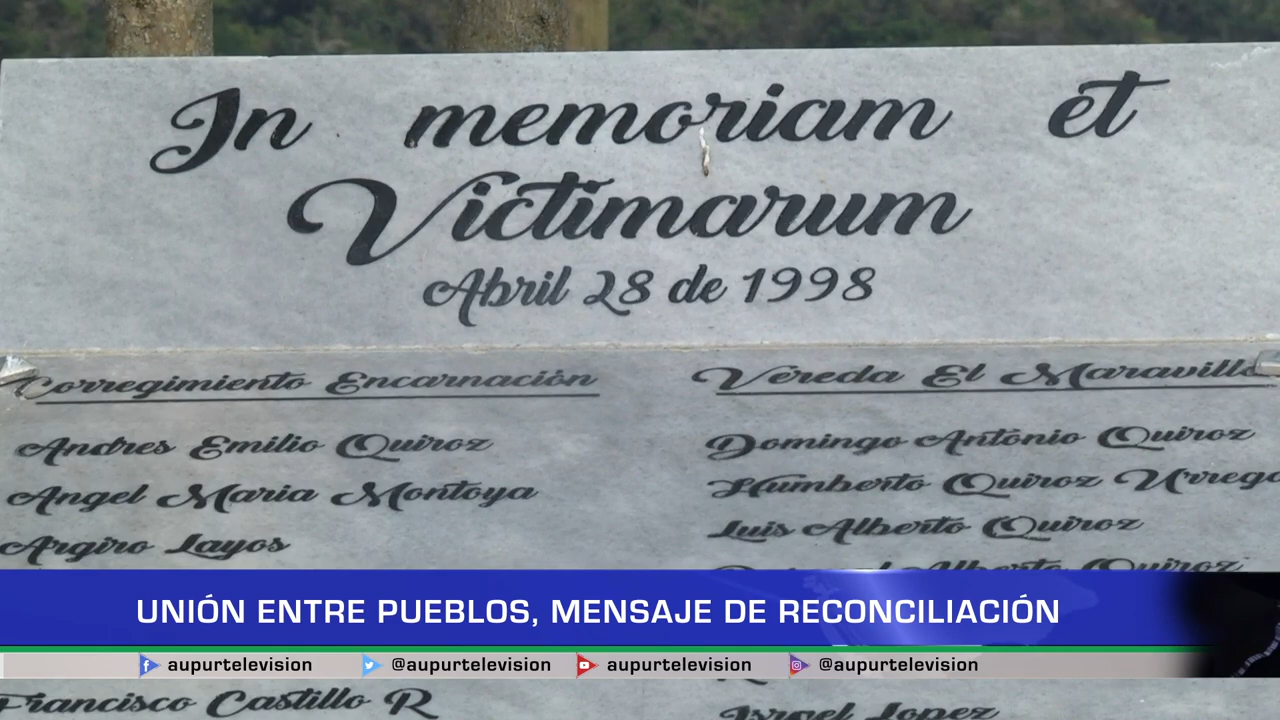 In memoriam et
Victimarum
Abril 28 de 1998
Corregimiento Encarnación
Andres Emilio Quiroz
Angel Maria Montoya
Argiro Layos
Vereda El Maravillo
Domingo Antonio Quiroz
Humberto Quiroz Urrego
Luis Alberto Quiroz
Alberto Quiroz
UNIÓN ENTRE PUEBLOS, MENSAJE DE RECONCILIACIÓN
aupurtelevision @aupurtelevision aupurtelevision @aupurtelevision
Francisco Castillo R
Israel Lopez